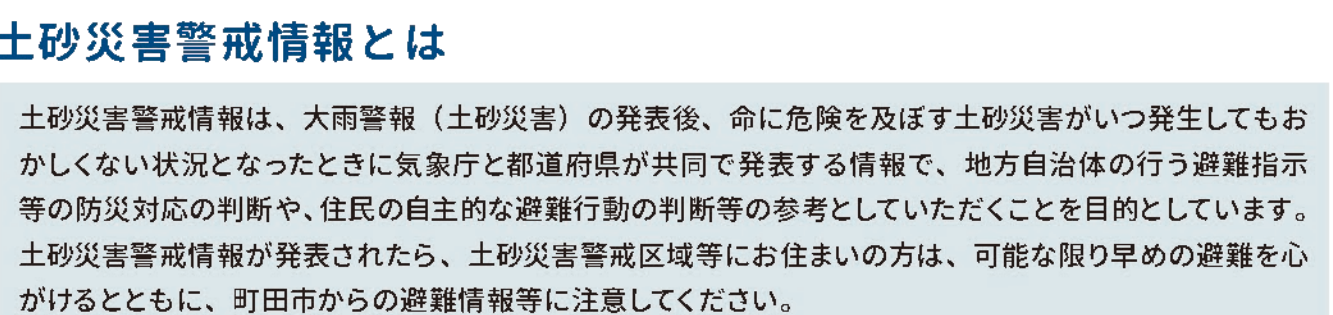 土砂災害警戒情報とは
土砂災害警戒情報は、大雨警報（土砂災害）の発表後、命に危険を及ぼす土砂災害がいつ発生してもお
かしくない状況となったときに気象庁と都道府県が共同で発表する情報で、地方自治体の行う避難指示
等の防災対応の判断や、住民の自主的な避難行動の判断等の参考としていただくことを目的としています。
土砂災害警戒情報が発表されたら、土砂災害警戒区域等にお住まいの方は、可能な限り早めの避難を心
がけるとともに、町田市からの避難情報等に注意してください。